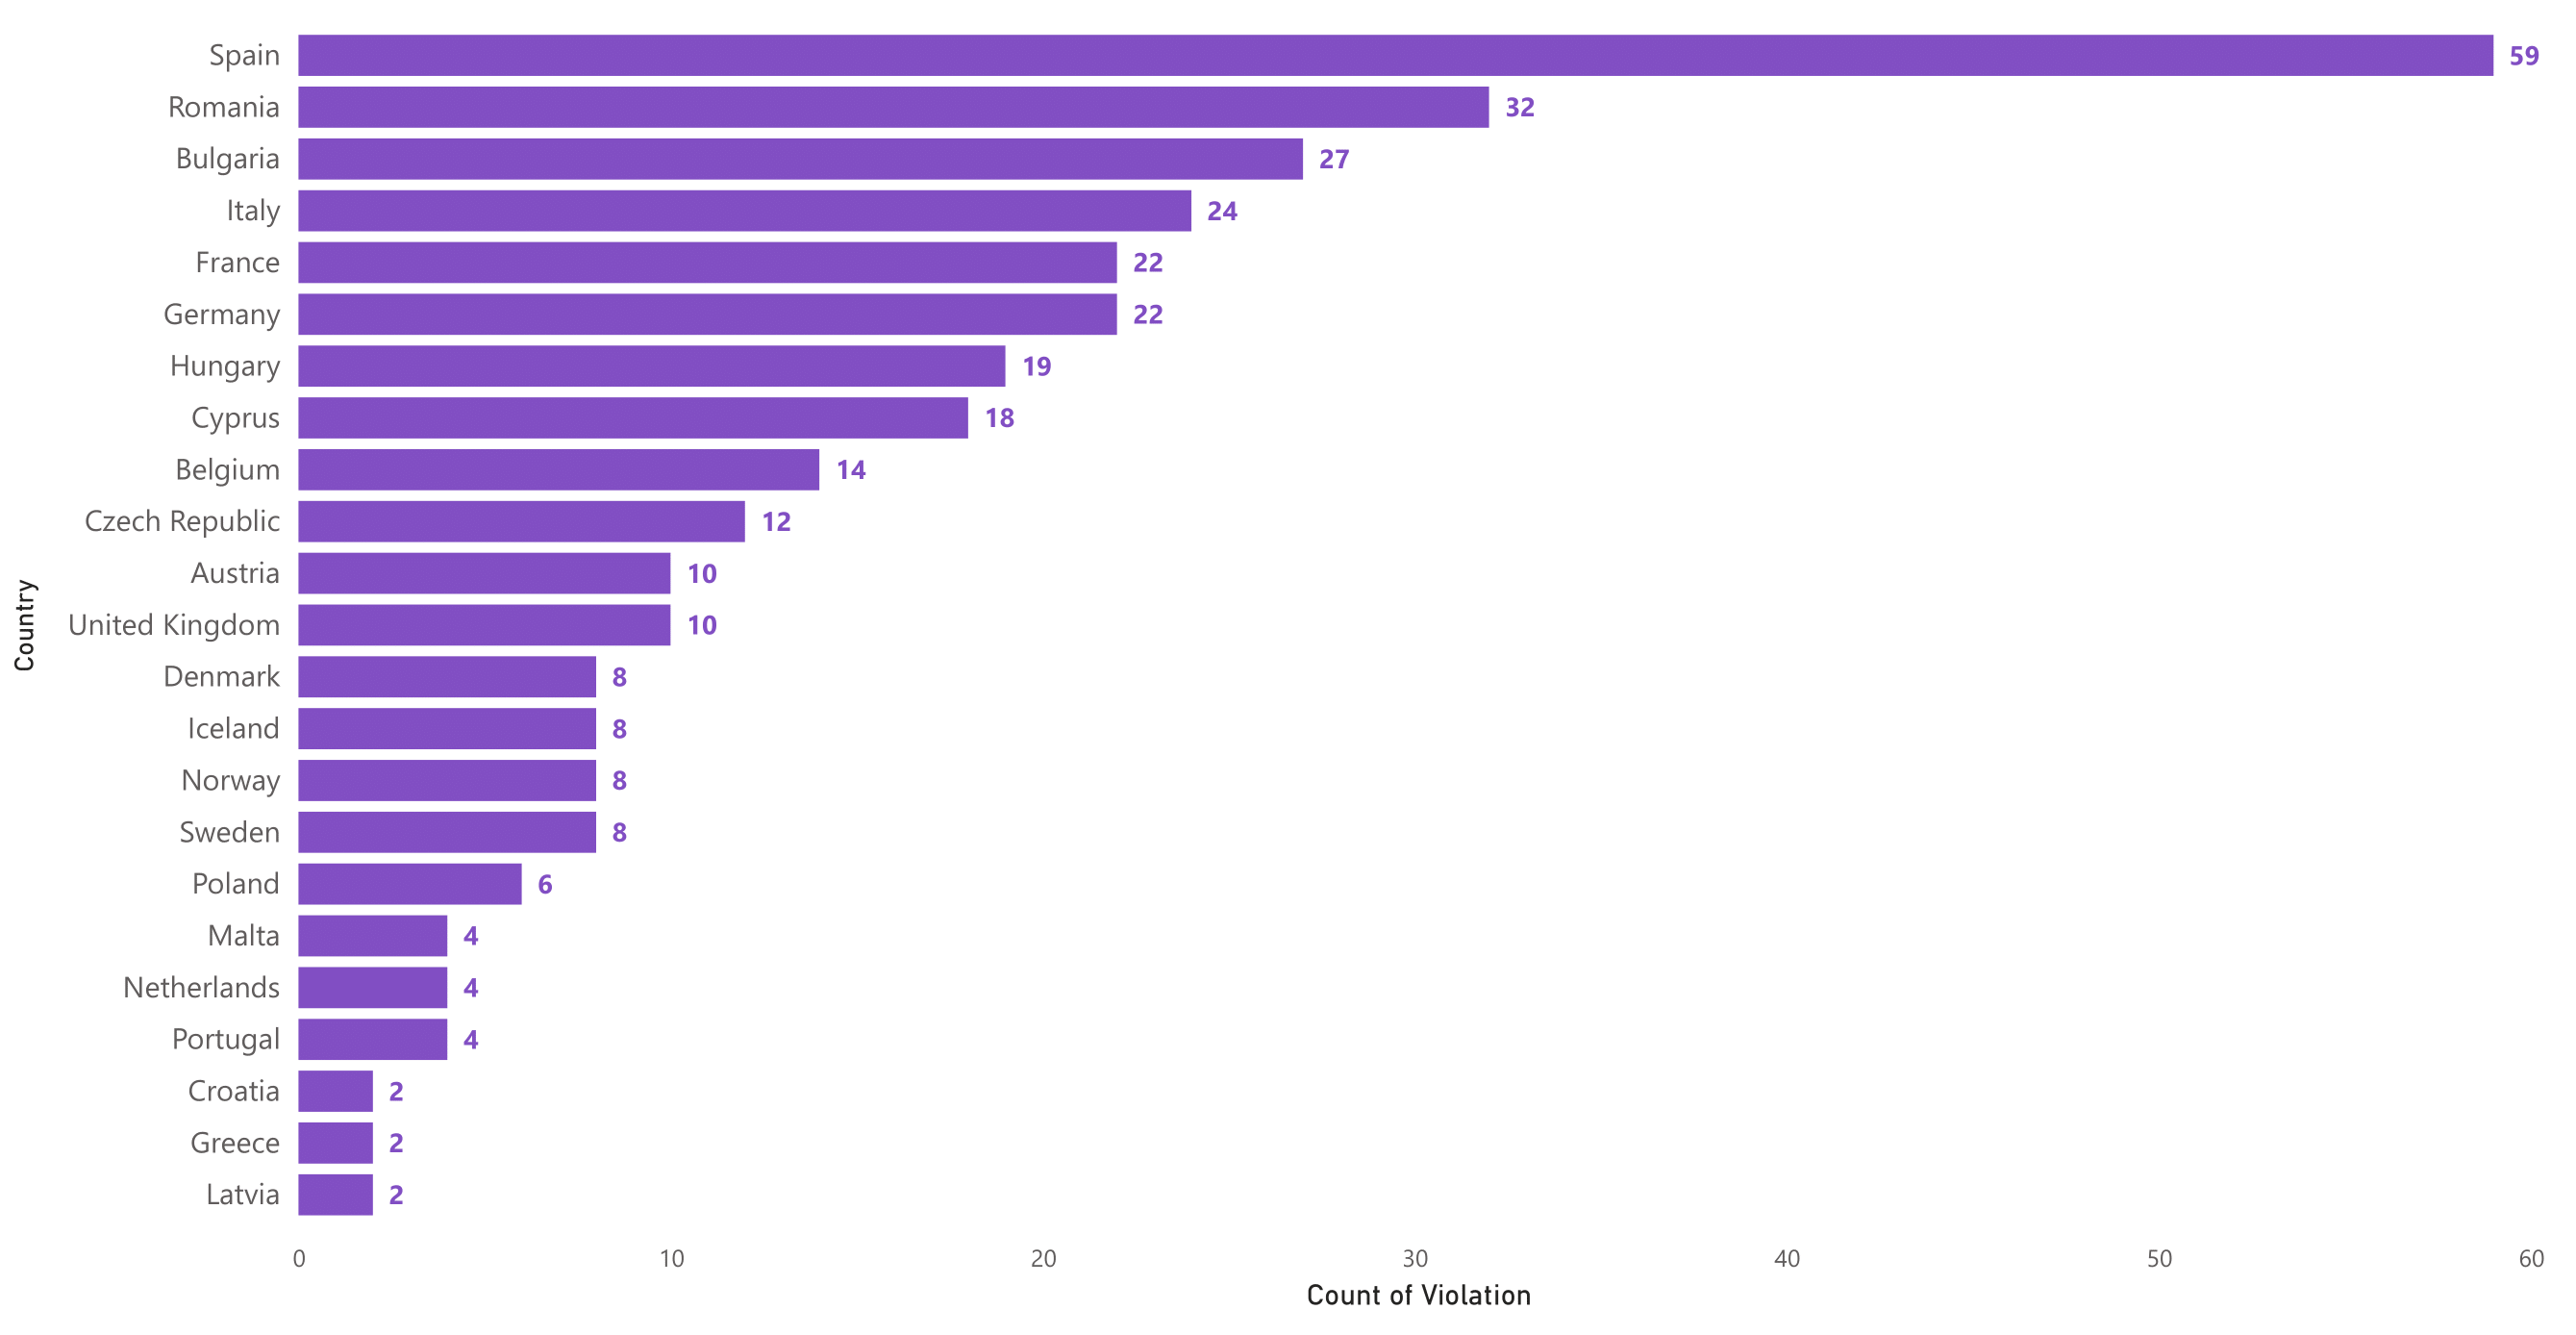 Country
Spain 59
Romania 32
Bulgaria 27
Italy 24
France 22
Germany 22
Hungary 19
Cyprus 18
Belgium 14
Czech Republic 12
Austria 10
United Kingdom 10
Denmark 8
Iceland 8
Norway 8
Sweden 8
Poland 6
Malta 4
Netherlands 4
Portugal 4
Croatia 2
Greece 2
Latvia 2
0 10 20 30 40 50 60
Count of Violation